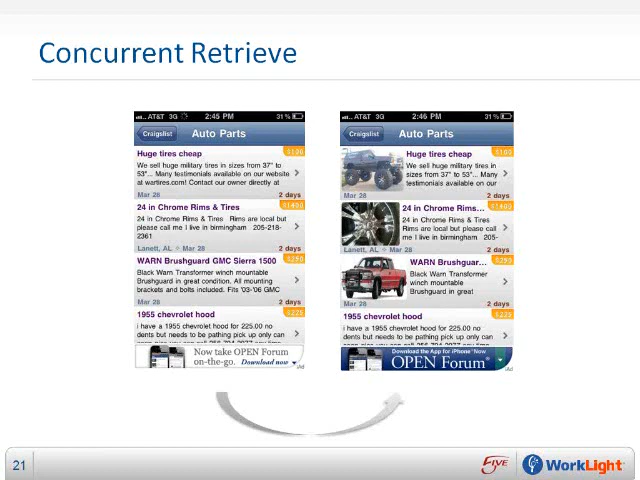 Concurrent Retrieve
AT&T 3G 2:45 PM 31%
Craigslist Auto Parts
Huge tires cheap
We sell huge military tires in sizes from 37" to
53"... Many testimonials available on our website
at wartires.com! Contact our owner directly at
Mar 28 2 days
24 in Chrome Rims & Tires $1400
24 in Chrome Rims & Tires Rims are local but
please call me I live in birmingham 205-218-
2361
Lanett, AL Mar 28 2 days
WARN Brushguard GMC Sierra 1500 $250
Black Warn Transformer winch mountable
Brushguard in great condition. All mounting
brackets and bolts included. Fits '03-'06 GMC
Mar 28 2 days
1955 chevrolet hood $225
i have a 1955 chevrolet hood for 225.00 no
dents but needs to be pathing pick up only can
Now take OPEN Forum
on-the-go. Download now
iAd
AT&T 3G 2:46 PM 31%
Craigslist Auto Parts
Huge tires cheap
We sell huge military tires in
sizes from 37" to 53"... Many
testimonials available on our
Mar 28 2 days
24 in Chrome Rims... $1400
24 in Chrome Rims & Tires
Rims are local but please call
me I live in birmingham 205-
Lanett, AL Mar 28 2 days
WARN Brushguar... $250
Black Warn Transformer
winch mountable
Brushguard in great
Mar 28 2 days
1955 chevrolet hood $225
i have a 1955 chevrolet hood for 225.00 no
dents but needs to be pathing pick up only can
Download the App for iPhone Now
OPEN Forum
iAd
21
FIVE
WorkLight